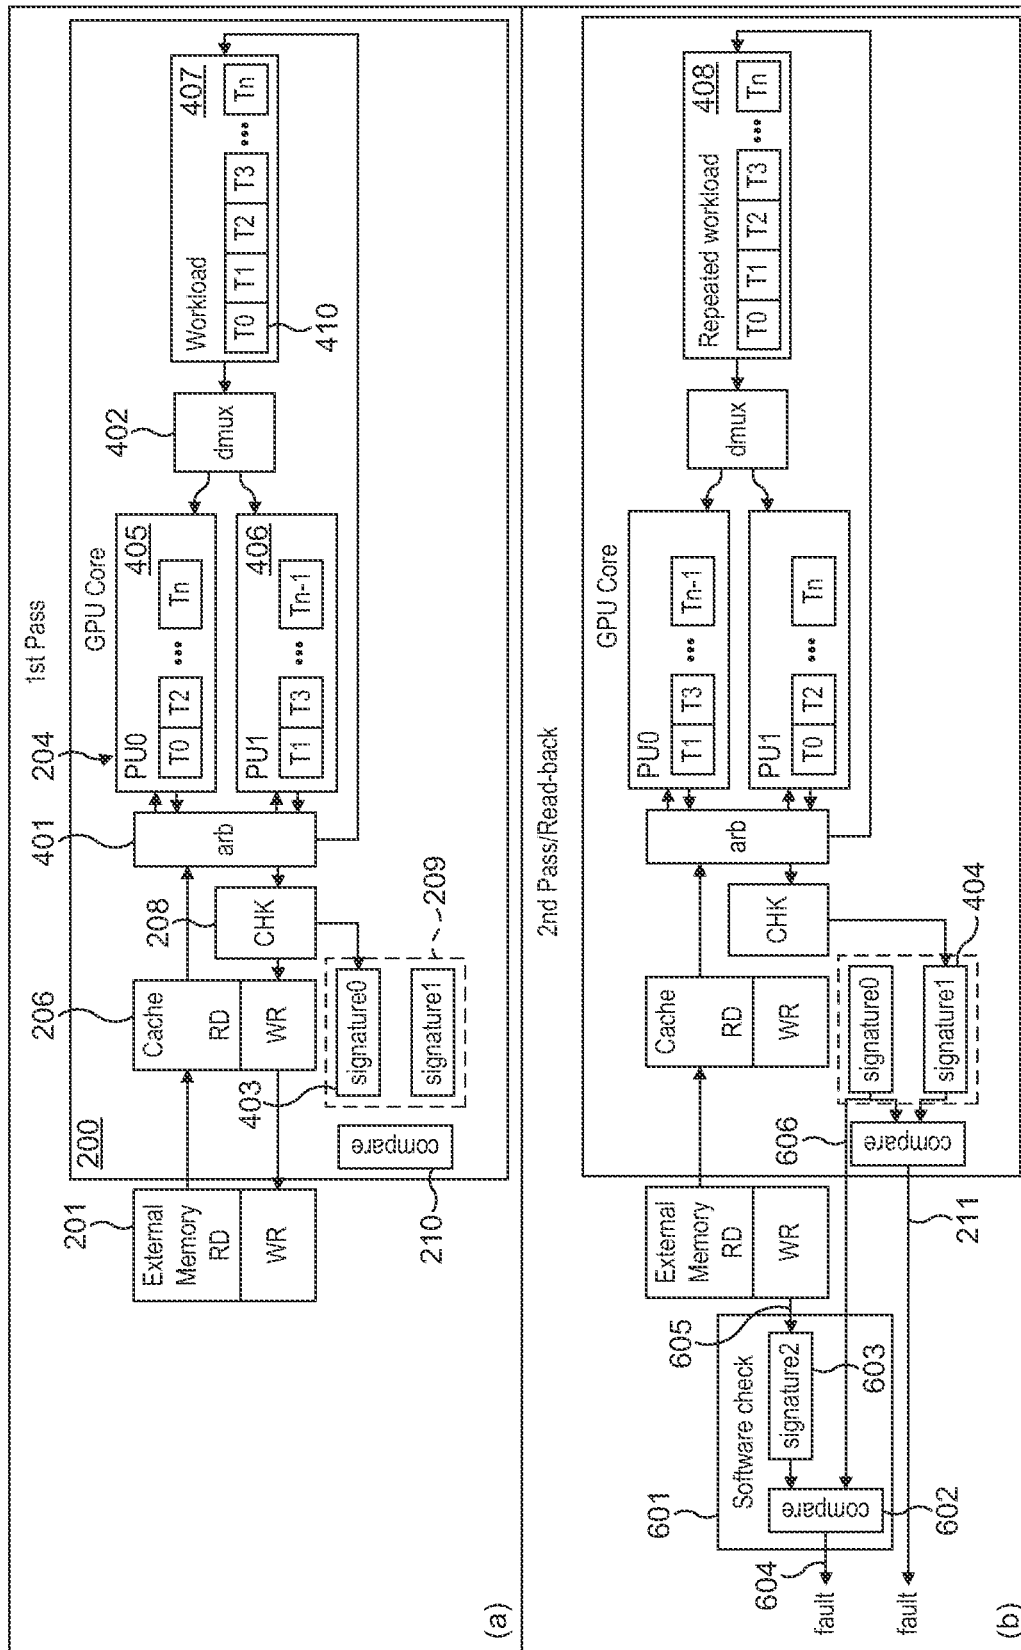 1st Pass
200
204
GPU Core
201
External
Memory
RD
WR
206
Cache
RD
WR
208
CHK
401
arb
PU0
405
T0 T2 ••• Tn
PU1
406
T1 T3 ••• Tn-1
402
dmux
Workload
407
T0 T1 T2 T3 ••• Tn
410
403
signature0
signature1
209
compare
210
(a)
2nd Pass/Read-back
GPU Core
External
Memory
RD
WR
Cache
RD
WR
CHK
arb
PU0
T1 T3 ••• Tn-1
PU1
T0 T2 ••• Tn
dmux
Repeated workload
408
T0 T1 T2 T3 ••• Tn
signature0
signature1
404
compare
606
211
605
601
Software check
signature2
603
compare
602
604
fault
fault
(b)